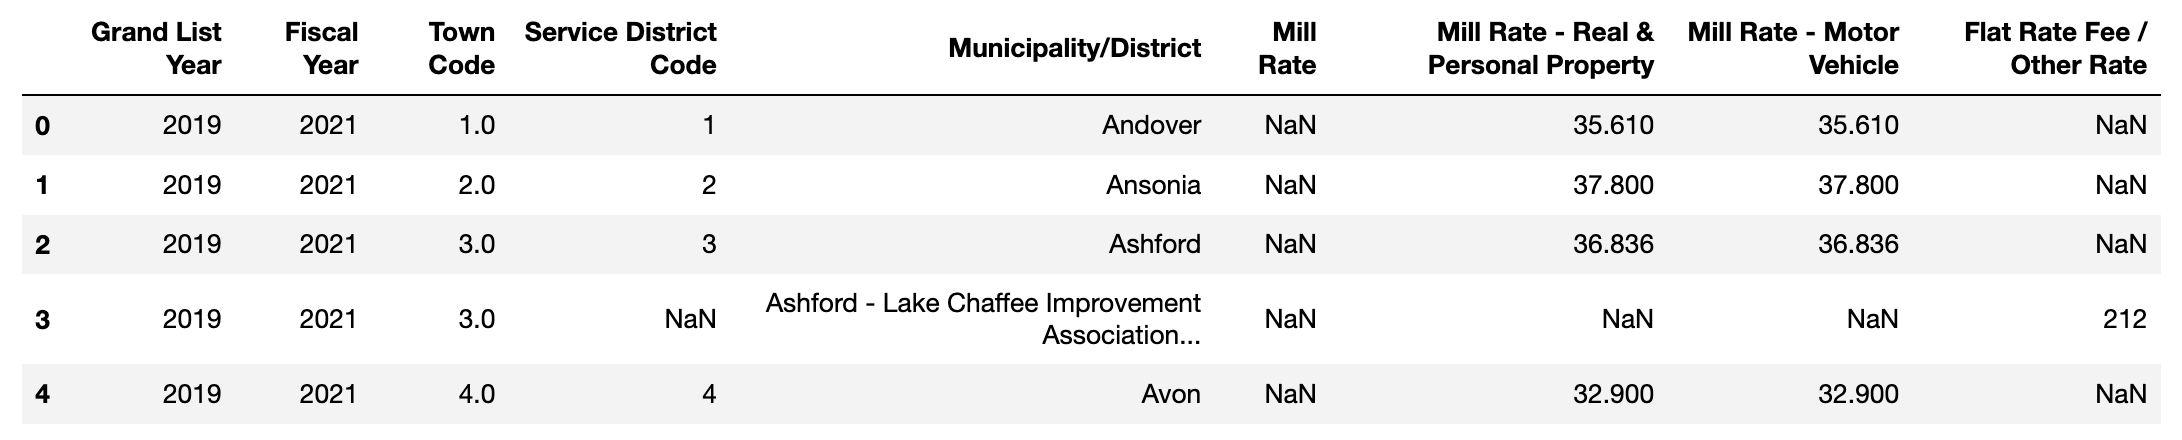 Grand List Year Fiscal Year Town Code Service District Code Municipality/District Mill Rate Mill Rate - Real & Personal Property Mill Rate - Motor Vehicle Flat Rate Fee / Other Rate
0 2019 2021 1.0 1 Andover NaN 35.610 35.610 NaN
1 2019 2021 2.0 2 Ansonia NaN 37.800 37.800 NaN
2 2019 2021 3.0 3 Ashford NaN 36.836 36.836 NaN
3 2019 2021 3.0 NaN Ashford - Lake Chaffee Improvement Association... NaN NaN NaN 212
4 2019 2021 4.0 4 Avon NaN 32.900 32.900 NaN